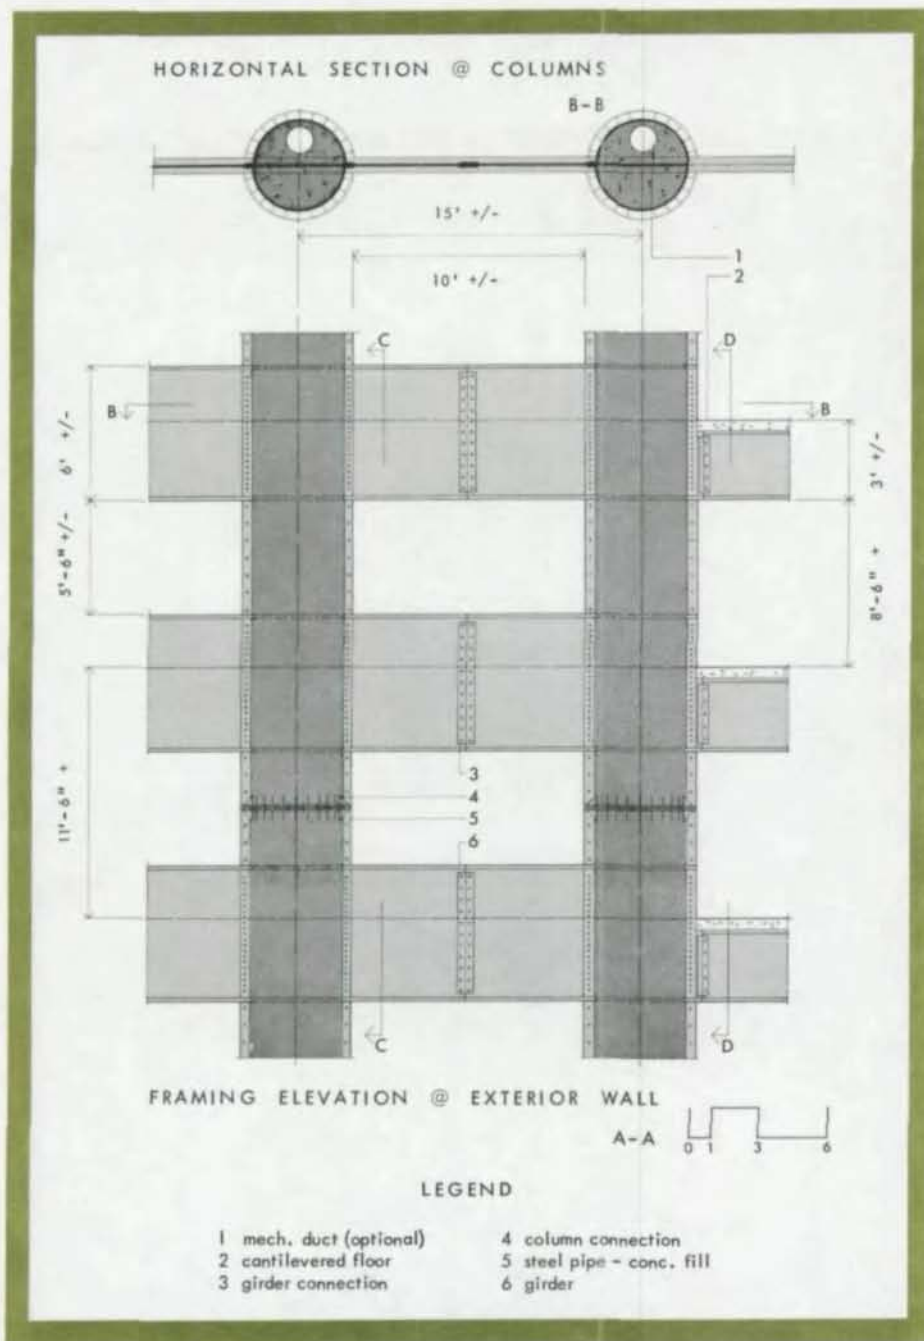 HORIZONTAL SECTION @ COLUMNS
B-B
15' +/-
1
10' +/-
2
C
D
B
B
6' +/-
3' +/-
5'-6" +/-
8'-6" +
3
11'-6" +
4
5
6
C
D
FRAMING ELEVATION @ EXTERIOR WALL
A-A
0 1 3 6
LEGEND
1 mech. duct (optional)
2 cantilevered floor
3 girder connection
4 column connection
5 steel pipe - conc. fill
6 girder